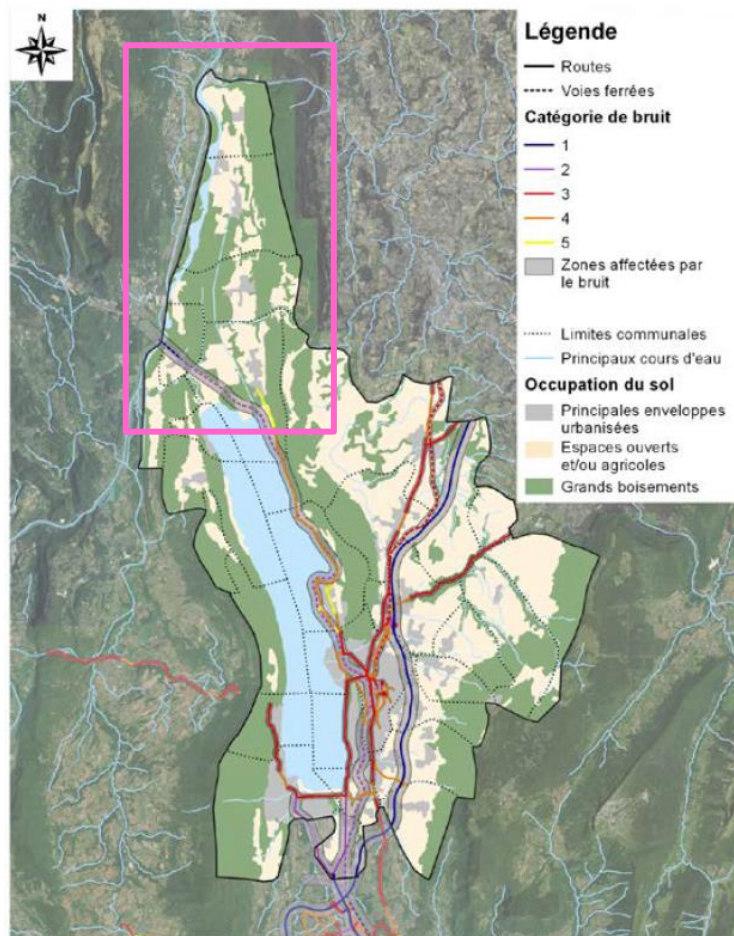 N
Légende
Routes
Voies ferrées
Catégorie de bruit
1
2
3
4
5
Zones affectées par
le bruit
Limites communales
Principaux cours d'eau
Occupation du sol
Principales enveloppes
urbanisées
Espaces ouverts
et/ou agricoles
Grands boisements